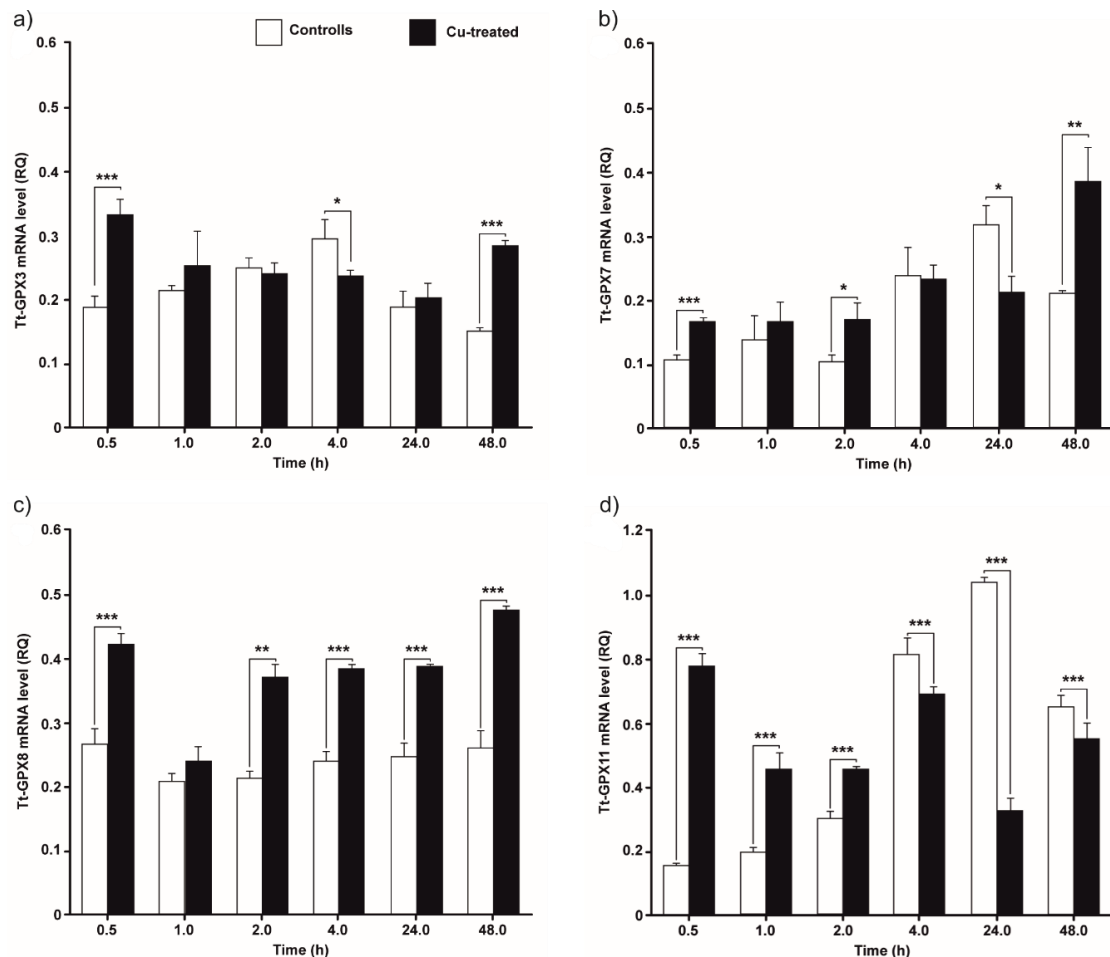 a)
Controlls
Cu-treated
0.6
0.5
0.4
0.3
0.2
0.1
0
Tt-GPX3 mRNA level (RQ)
***
*
***
0.5 1.0 2.0 4.0 24.0 48.0
Time (h)
b)
0.6
0.5
0.4
0.3
0.2
0.1
0
Tt-GPX7 mRNA level (RQ)
***
*
*
**
0.5 1.0 2.0 4.0 24.0 48.0
Time (h)
c)
0.6
0.5
0.4
0.3
0.2
0.1
0
Tt-GPX8 mRNA level (RQ)
***
**
***
***
***
0.5 1.0 2.0 4.0 24.0 48.0
Time (h)
d)
1.2
1.0
0.8
0.6
0.4
0.2
0
Tt-GPX11 mRNA level (RQ)
***
***
***
***
***
***
0.5 1.0 2.0 4.0 24.0 48.0
Time (h)